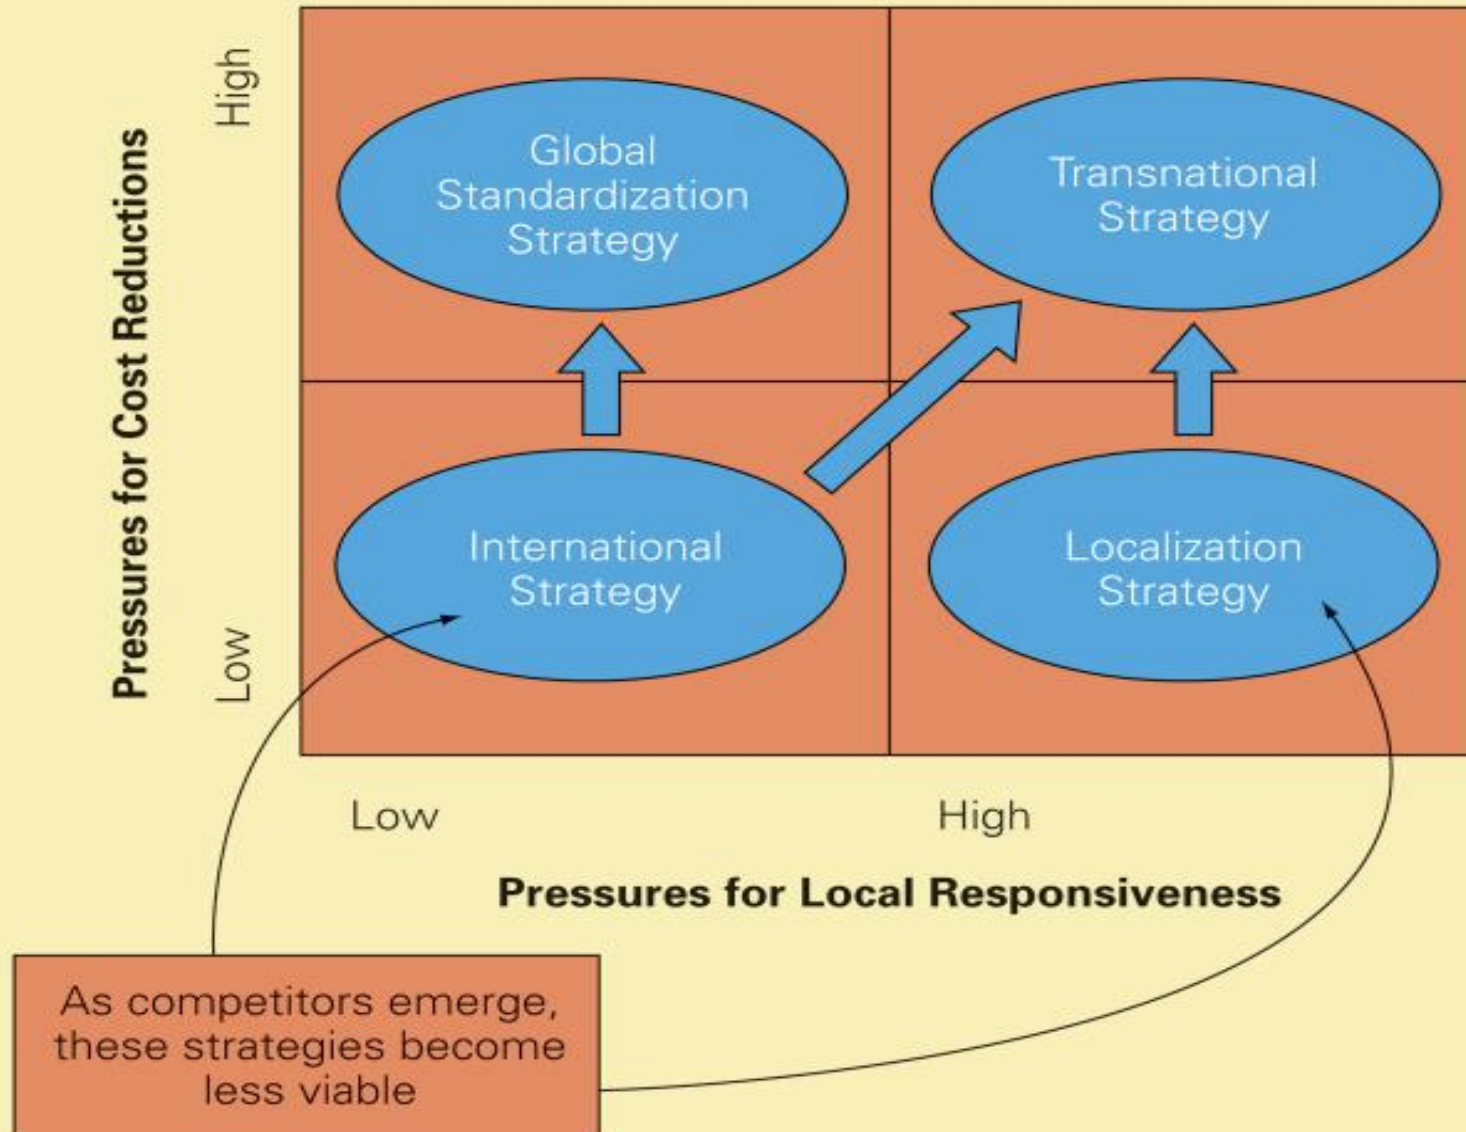 High
Pressures for Cost Reductions
Low
Global
Standardization
Strategy
Transnational
Strategy
International
Strategy
Localization
Strategy
Low
High
Pressures for Local Responsiveness
As competitors emerge,
these strategies become
less viable